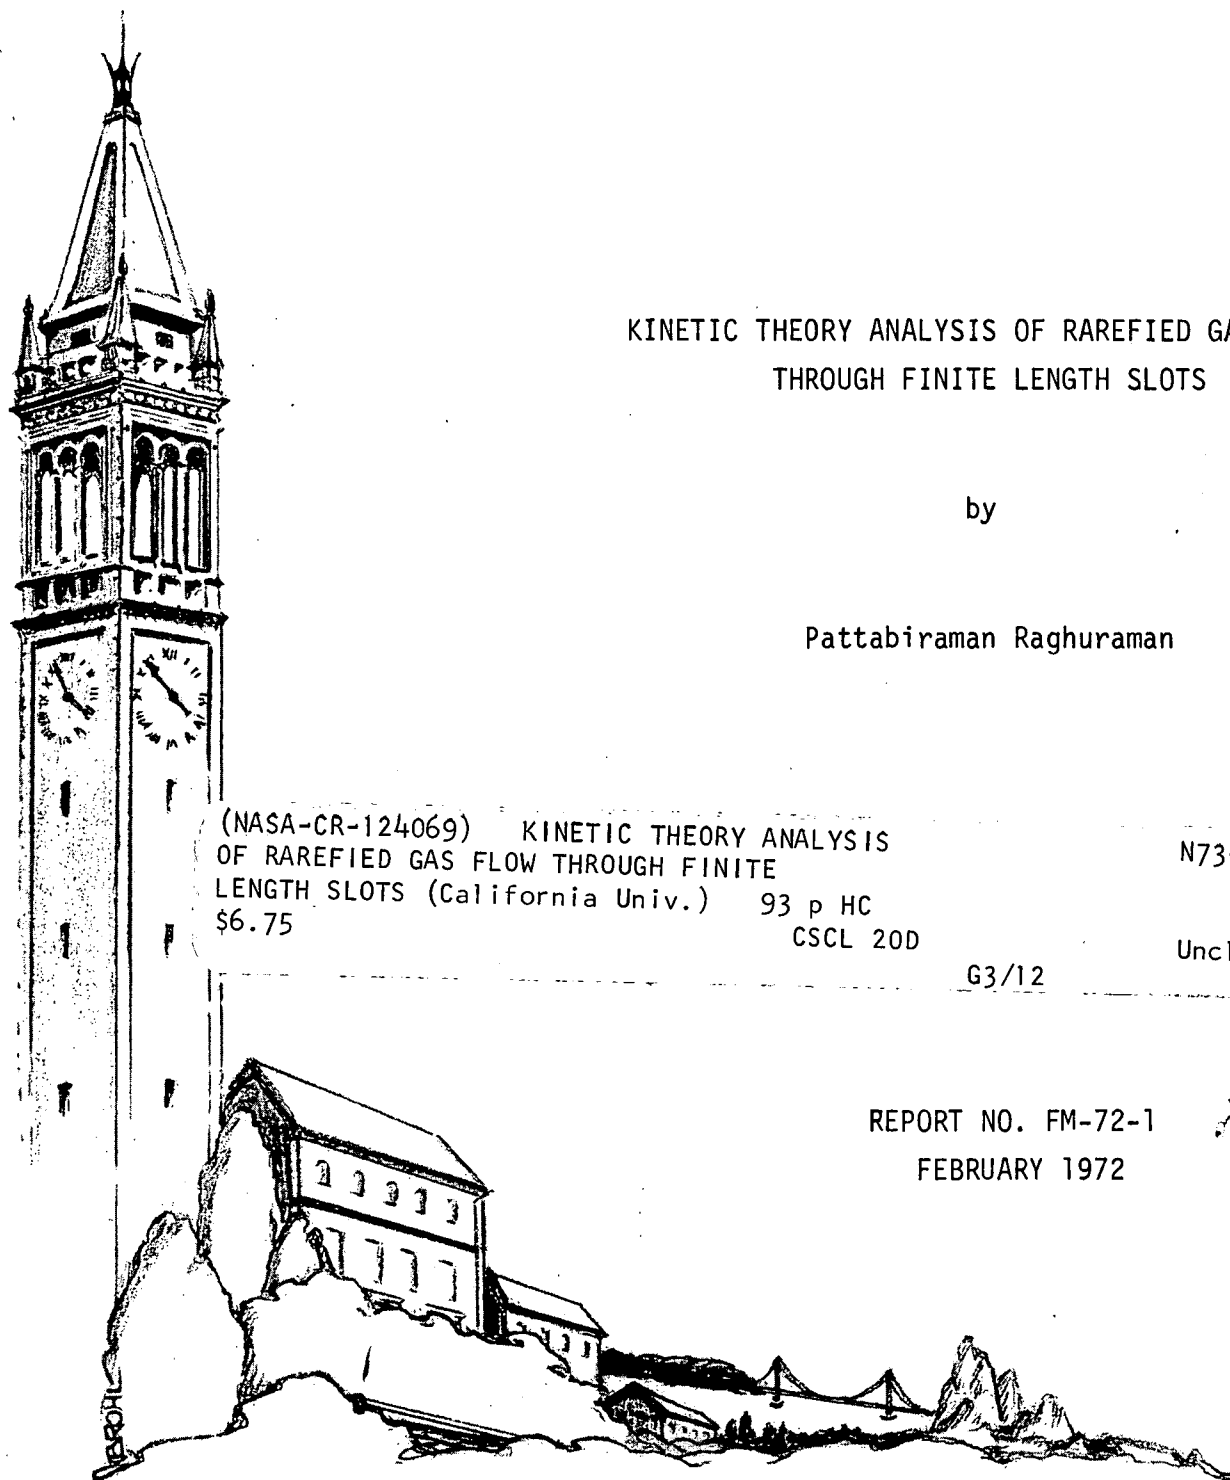 KINETIC THEORY ANALYSIS OF RAREFIED GA
THROUGH FINITE LENGTH SLOTS
by
Pattabiraman Raghuraman
(NASA-CR-124069) KINETIC THEORY ANALYSIS
OF RAREFIED GAS FLOW THROUGH FINITE
LENGTH SLOTS (California Univ.) 93 p HC
$6.75
CSCL 20D
G3/12
N73
Uncl
REPORT NO. FM-72-1
FEBRUARY 1972